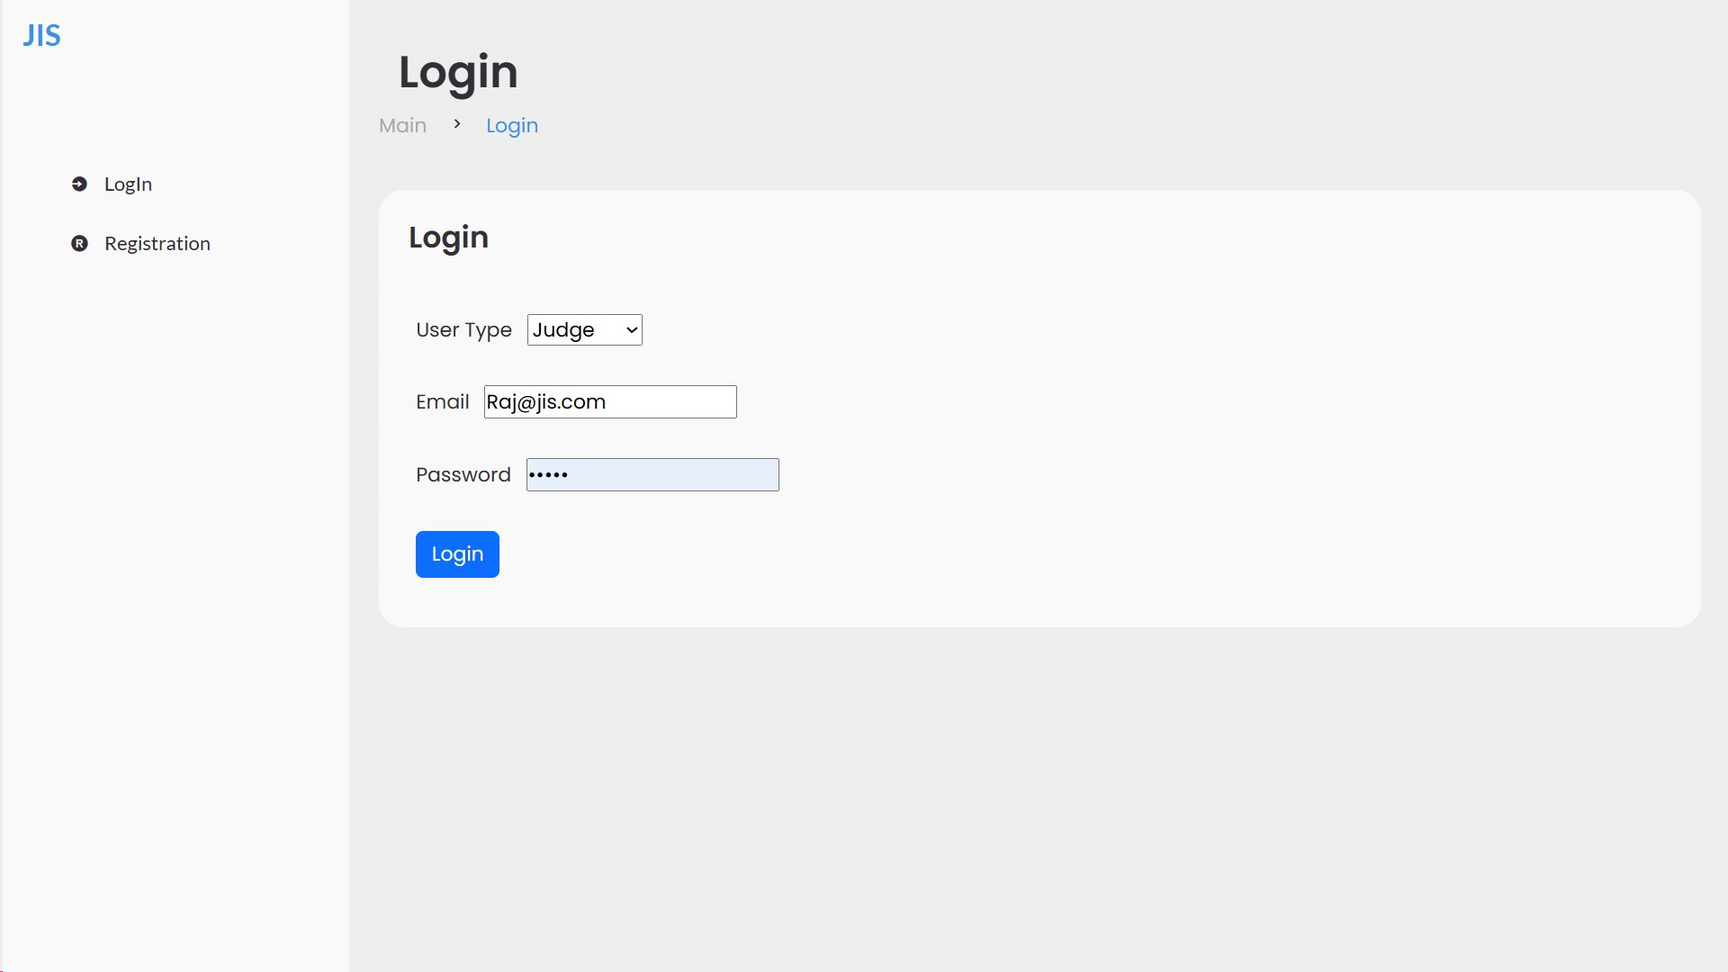 JIS
LogIn
Registration
Login
Main > Login
Login
User Type Judge
Email Raj@jis.com
Password •••••
Login